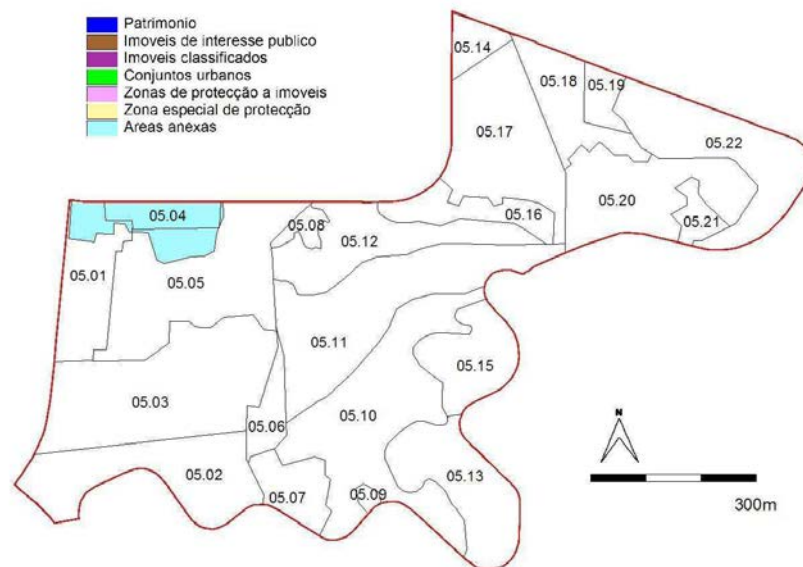 Patrimonio
Imoveis de interesse publico
Imoveis classificados
Conjuntos urbanos
Zonas de protecção a imoveis
Zona especial de protecção
Areas anexas
05.14
05.18
05.19
05.17
05.22
05.16
05.20
05.21
05.04
05.08
05.12
05.01
05.05
05.11
05.15
05.03
05.10
05.06
05.02
05.07
05.09
05.13
N
300m